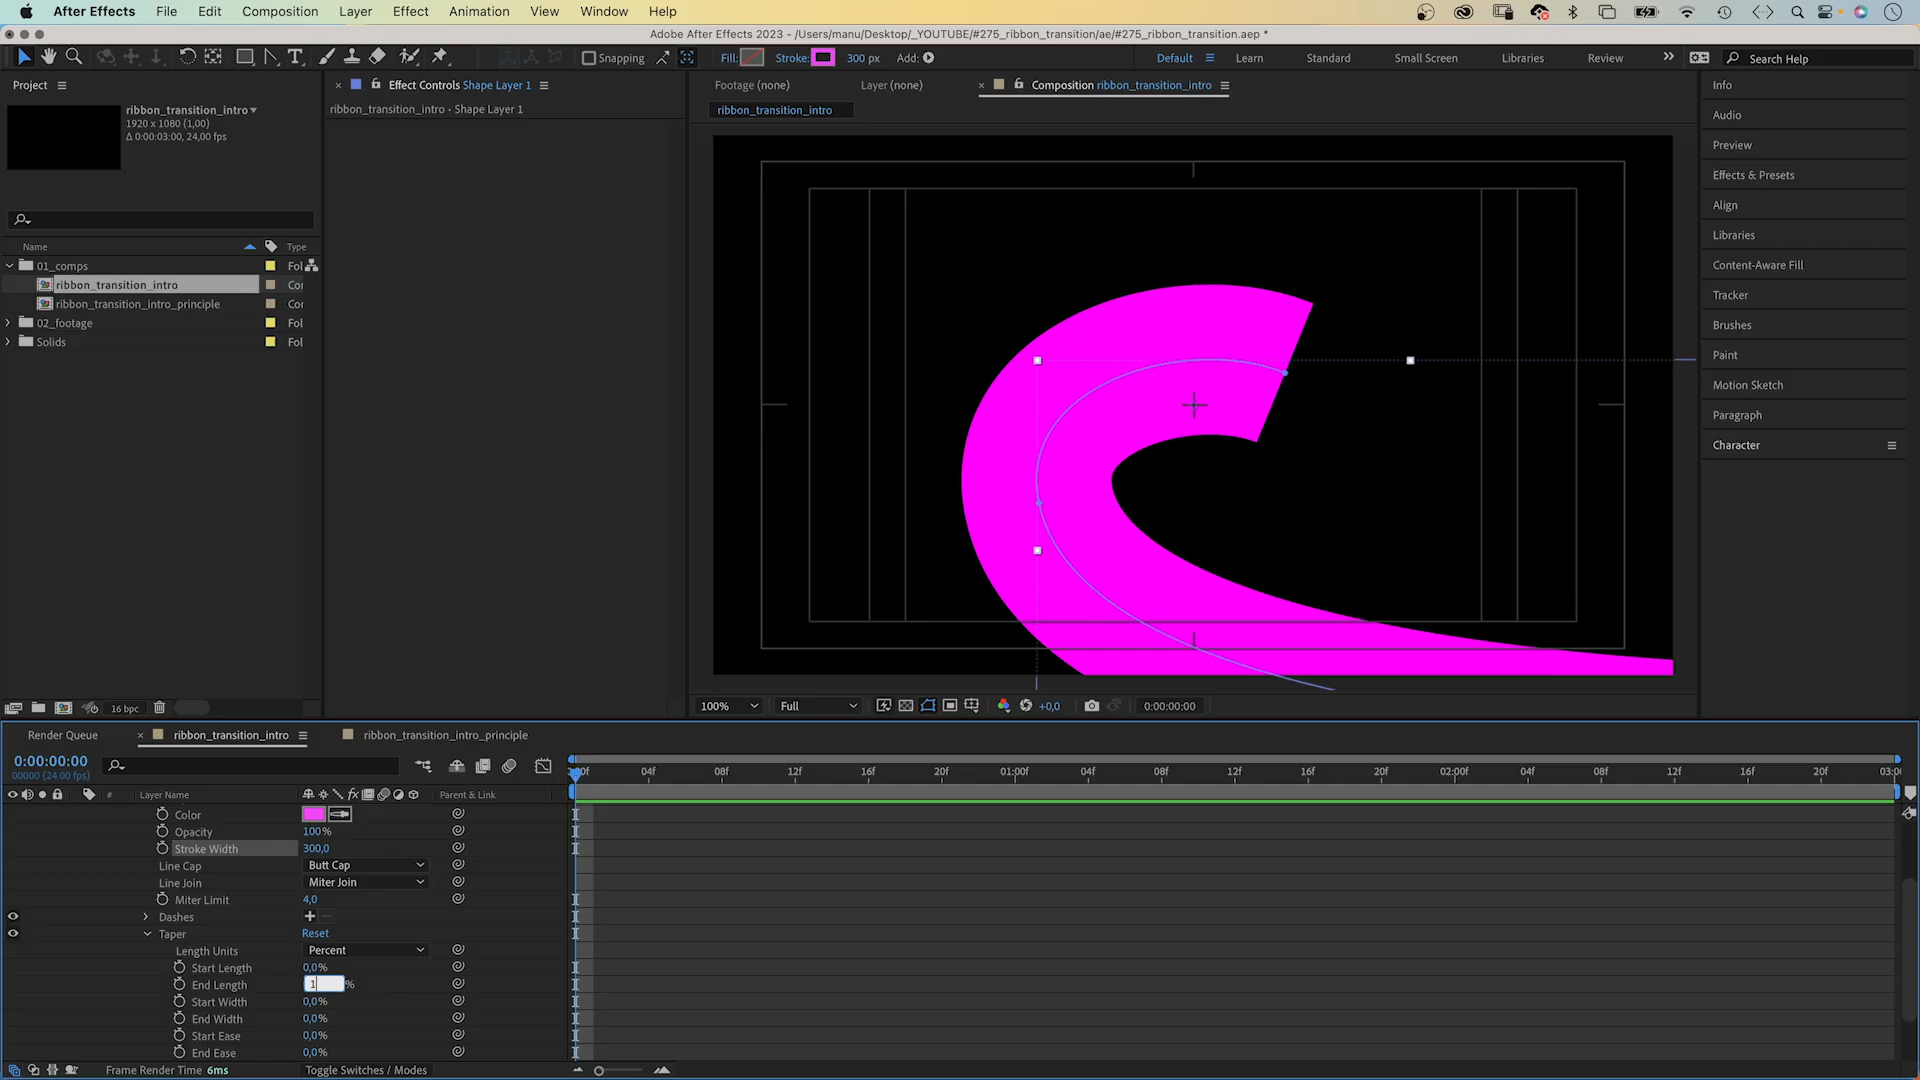 After Effects File Edit Composition Layer Effect Animation View Window Help
Adobe After Effects 2023 - /Users/manu/Desktop/_YOUTUBE/#275_ribbon_transition/ae/#275_ribbon_transition.aep *
Snapping Fill: Stroke: 300 px Add: Default Learn Standard Small Screen Libraries Review Search Help
Project
ribbon_transition_intro
1920 x 1080 (1,00)
Δ 0:00:03:00, 24,00 fps
Name Type
01_comps Fol
ribbon_transition_intro Cor
ribbon_transition_intro_principle Cor
02_footage Fol
Solids Fol
16 bpc
Effect Controls Shape Layer 1
ribbon_transition_intro • Shape Layer 1
Footage (none) Layer (none) Composition ribbon_transition_intro
ribbon_transition_intro
100% Full +0,0 0:00:00:00
Info
Audio
Preview
Effects & Presets
Align
Libraries
Content-Aware Fill
Tracker
Brushes
Paint
Motion Sketch
Paragraph
Character
Render Queue ribbon_transition_intro ribbon_transition_intro_principle
0:00:00:00
00000 (24.00 fps)
04f 08f 12f 16f 20f 01:00f 04f 08f 12f 16f 20f 02:00f 04f 08f 12f 16f 20f 03:00
# Layer Name Parent & Link
Color
Opacity 100%
Stroke Width 300,0
Line Cap Butt Cap
Line Join Miter Join
Miter Limit 4,0
Dashes
Taper Reset
Length Units Percent
Start Length 0,0%
End Length 1 %
Start Width 0,0%
End Width 0,0%
Start Ease 0,0%
End Ease 0,0%
Frame Render Time 6ms Toggle Switches / Modes